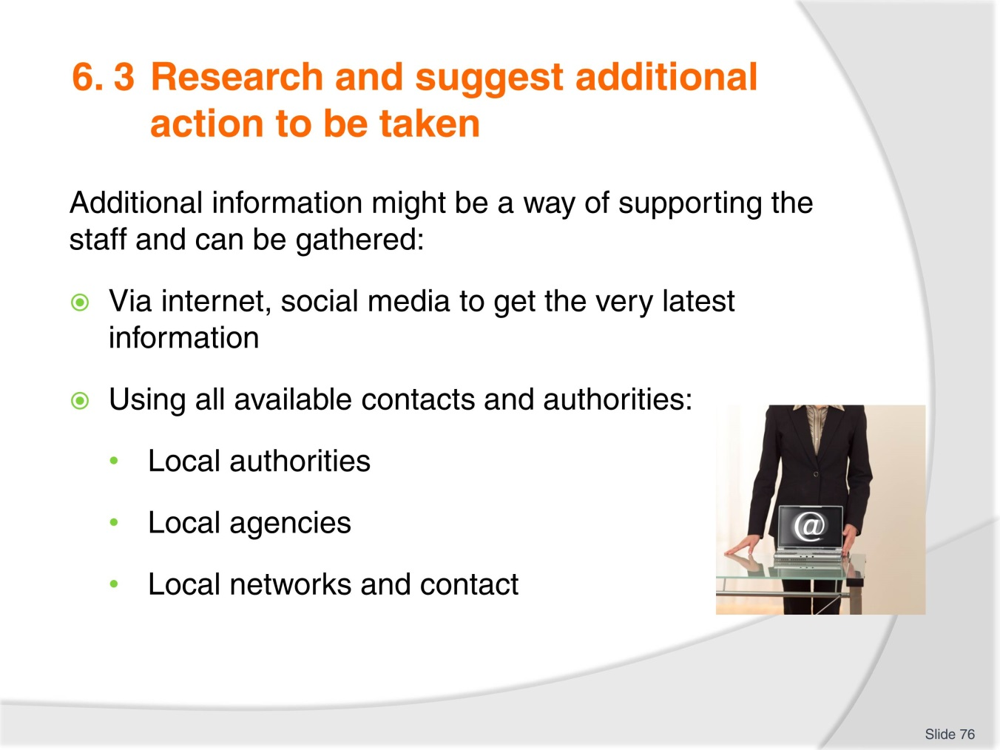 6. 3 Research and suggest additional
action to be taken
Additional information might be a way of supporting the
staff and can be gathered:
Via internet, social media to get the very latest
information
Using all available contacts and authorities:
• Local authorities
• Local agencies
• Local networks and contact
@
Slide 76